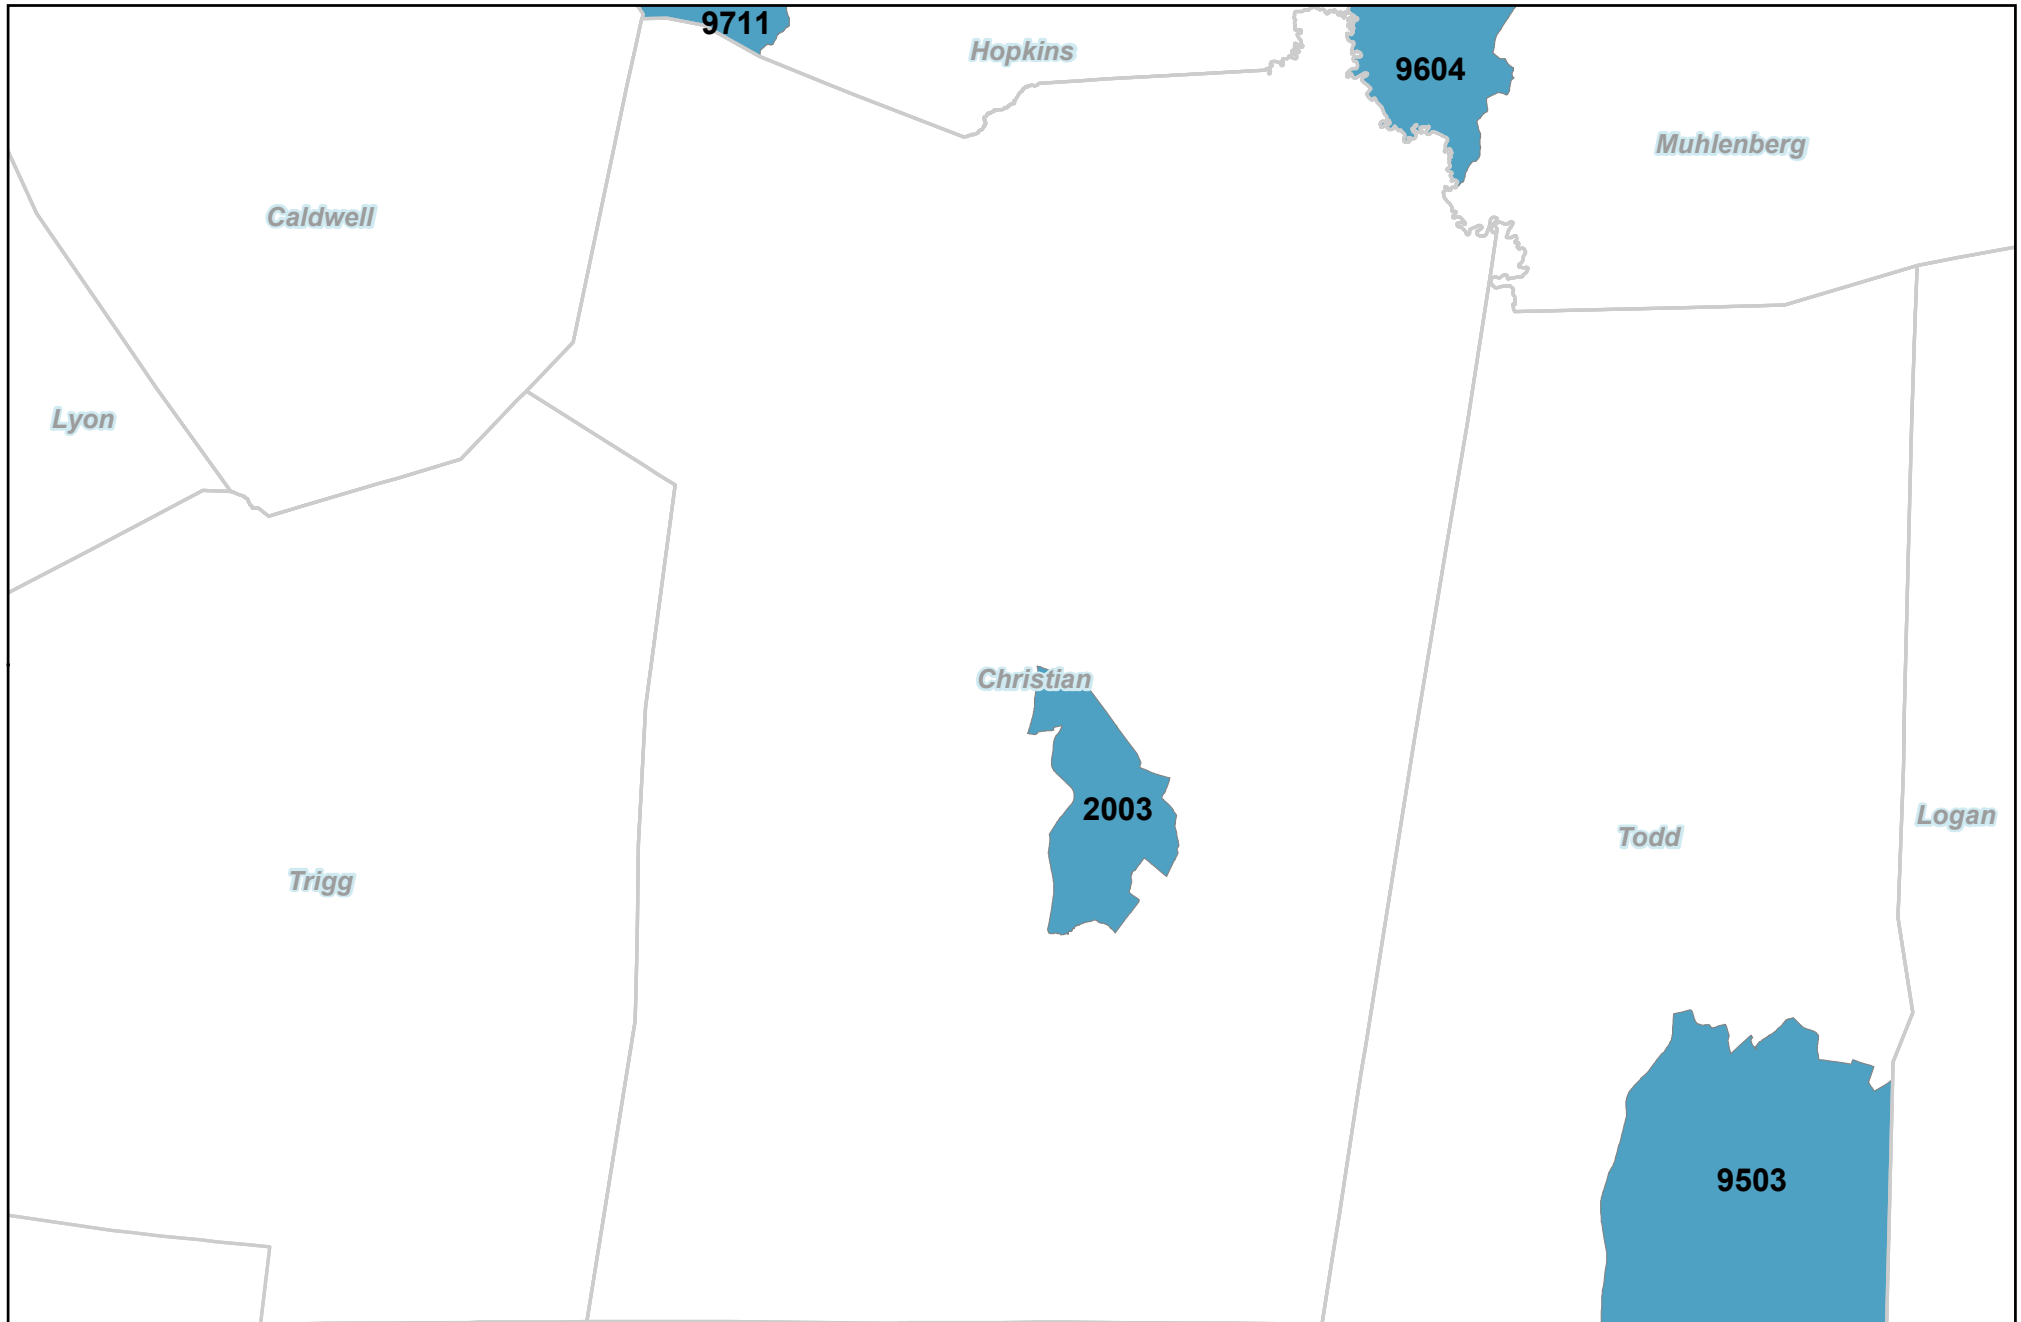 9711
Hopkins
9604
Muhlenberg
Caldwell
Lyon
Christian
2003
Logan
Todd
Trigg
9503